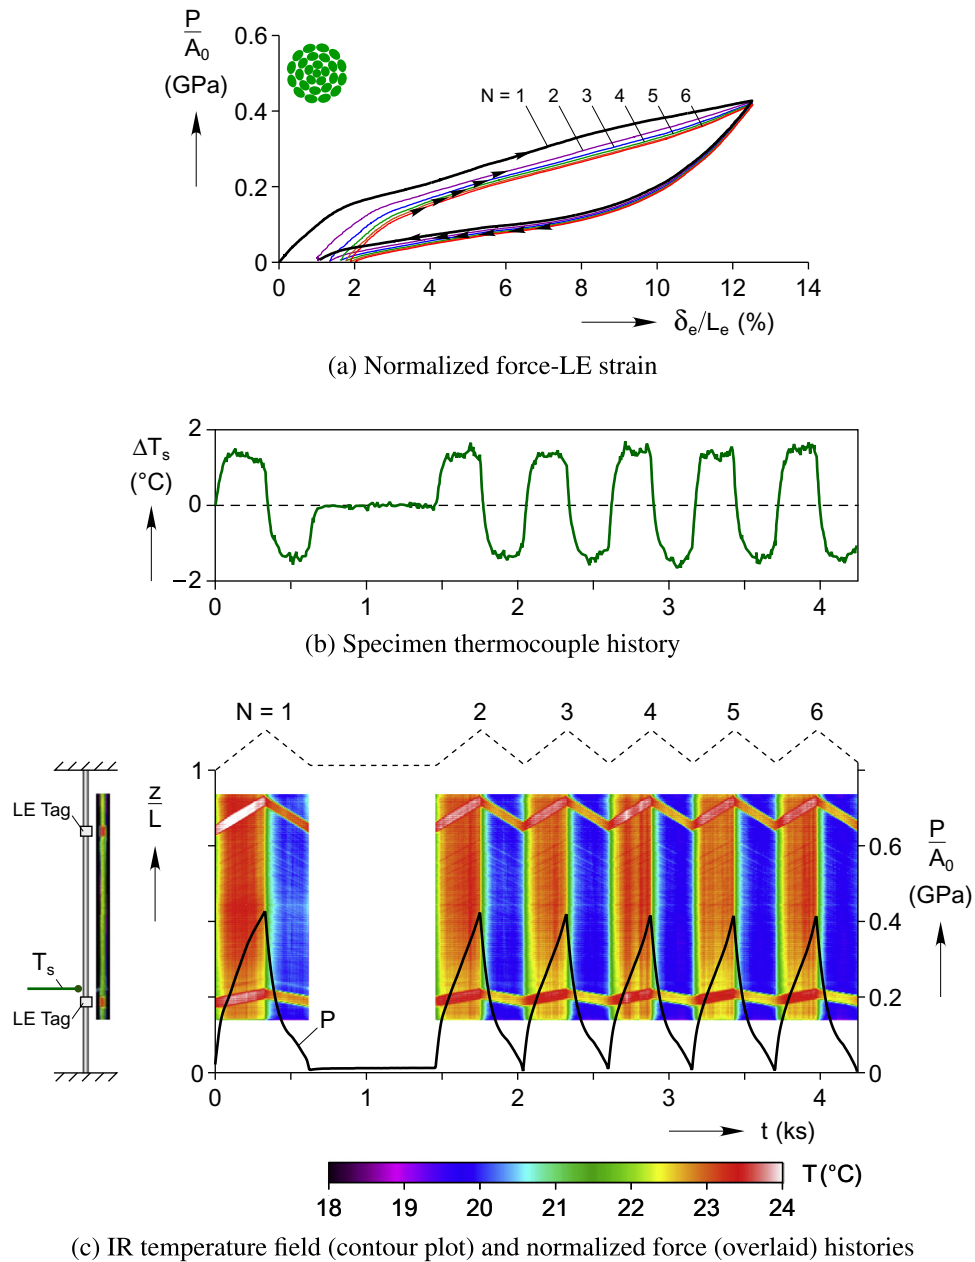 P
A₀
(GPa)
0.6
0.4
0.2
0
N = 1 2 3 4 5 6
0 2 4 6 8 10 12 14
δₑ/Lₑ (%)
(a) Normalized force-LE strain
ΔTₛ
(°C)
2
0
−2
0 1 2 3 4
(b) Specimen thermocouple history
N = 1 2 3 4 5 6
LE Tag
Tₛ
LE Tag
z
L
1
0
P
P
A₀
(GPa)
0.6
0.4
0.2
0
0 1 2 3 4
t (ks)
18 19 20 21 22 23 24
T (°C)
(c) IR temperature field (contour plot) and normalized force (overlaid) histories